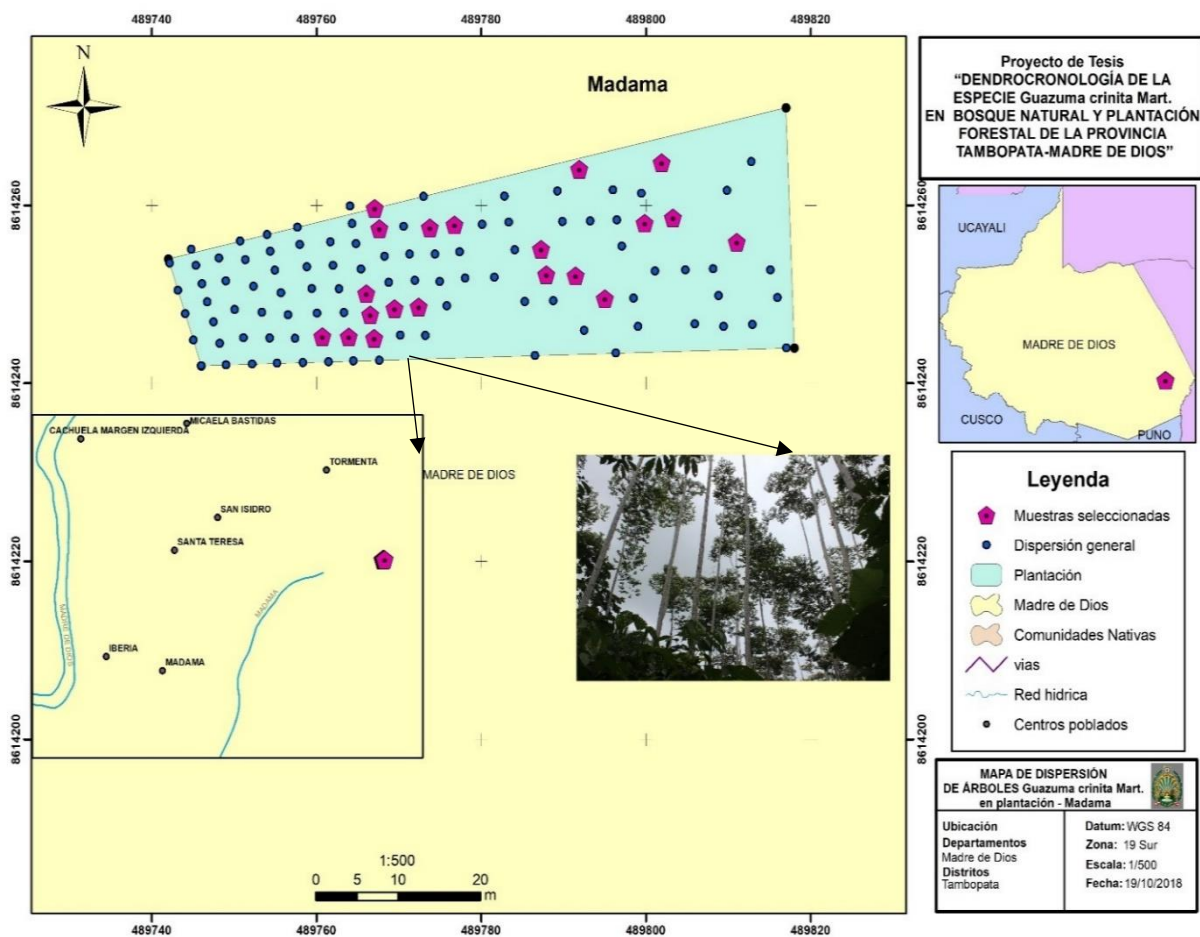 489740 489760 489780 489800 489820
N
Madama
8614260 8614260
8614240 8614240
8614220 8614220
8614200 8614200
MICAELA BASTIDAS
CACHUELA MARGEN IZQUIERDA
TORMENTA
MADRE DE DIOS
SAN ISIDRO
SANTA TERESA
MADRE DE DIOS
MADAMA
IBERIA
MADAMA
1:500
0 5 10 20
m
489740 489760 489780 489800 489820
Proyecto de Tesis
“DENDROCRONOLOGÍA DE LA
ESPECIE Guazuma crinita Mart.
EN BOSQUE NATURAL Y PLANTACIÓN
FORESTAL DE LA PROVINCIA
TAMBOPATA-MADRE DE DIOS”
UCAYALI
MADRE DE DIOS
CUSCO
PUNO
Leyenda
Muestras seleccionadas
Dispersión general
Plantación
Madre de Dios
Comunidades Nativas
vias
Red hidrica
Centros poblados
MAPA DE DISPERSIÓN
DE ÁRBOLES Guazuma crinita Mart.
en plantación - Madama
Ubicación
Departamentos
Madre de Dios
Distritos
Tambopata
Datum: WGS 84
Zona: 19 Sur
Escala: 1/500
Fecha: 19/10/2018